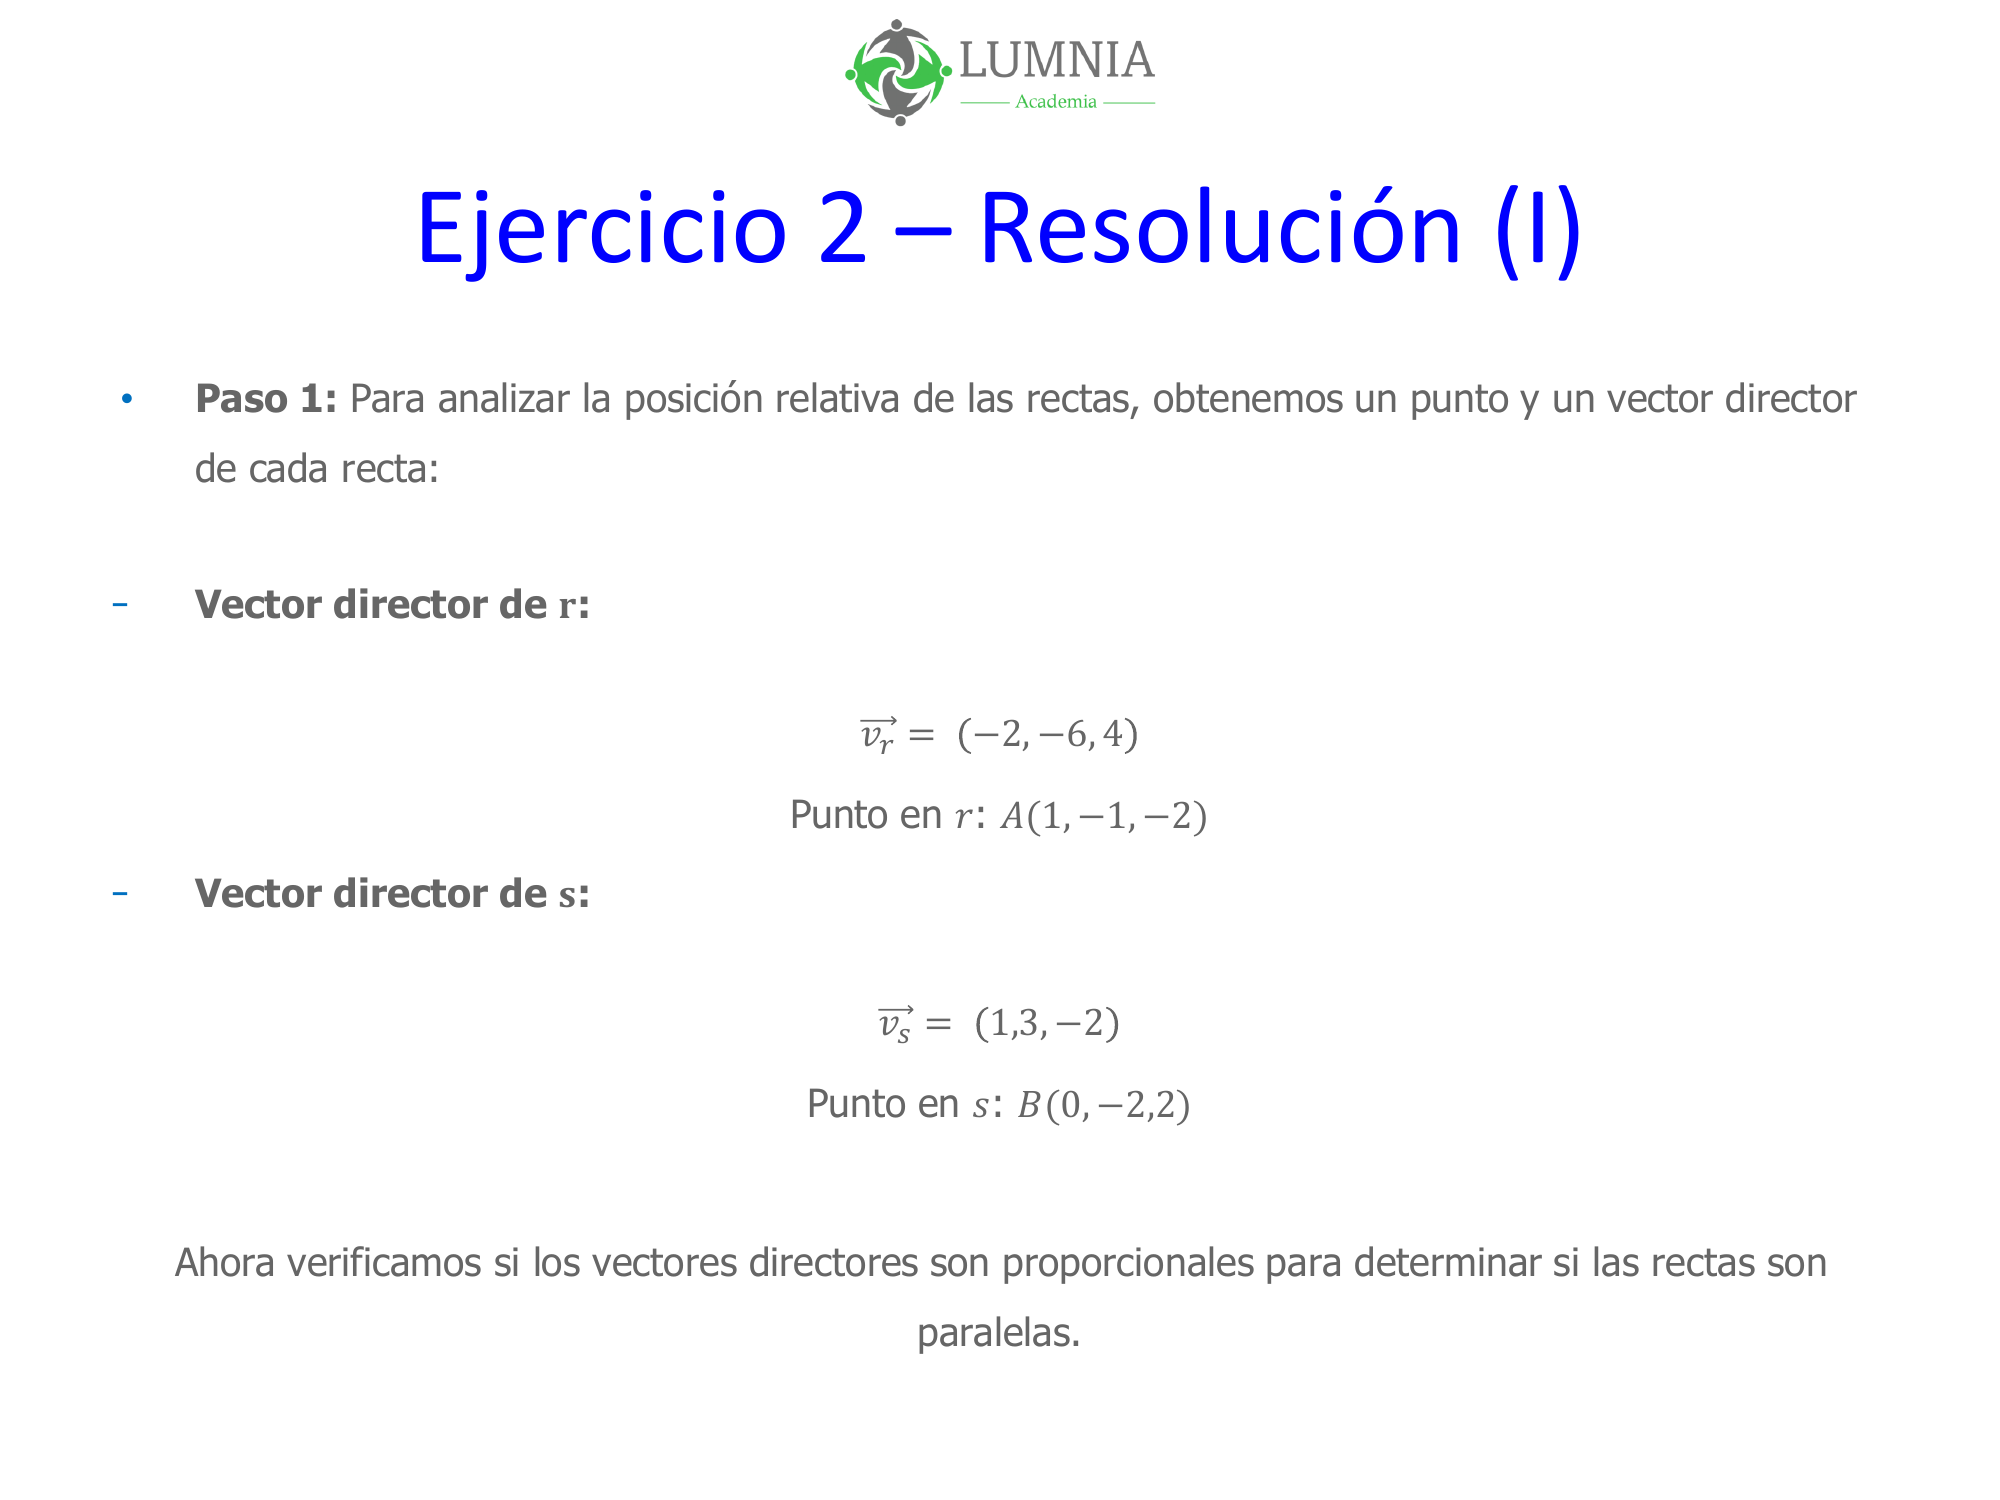 LUMNIA
Academia
Ejercicio 2 – Resolución (I)
• Paso 1: Para analizar la posición relativa de las rectas, obtenemos un punto y un vector director
de cada recta:
− Vector director de r:
$\overrightarrow{v_r} = (-2, -6, 4)$
Punto en r: A(1, −1, −2)
− Vector director de s:
$\overrightarrow{v_s} = (1,3, -2)$
Punto en s: B(0, −2,2)
Ahora verificamos si los vectores directores son proporcionales para determinar si las rectas son
paralelas.